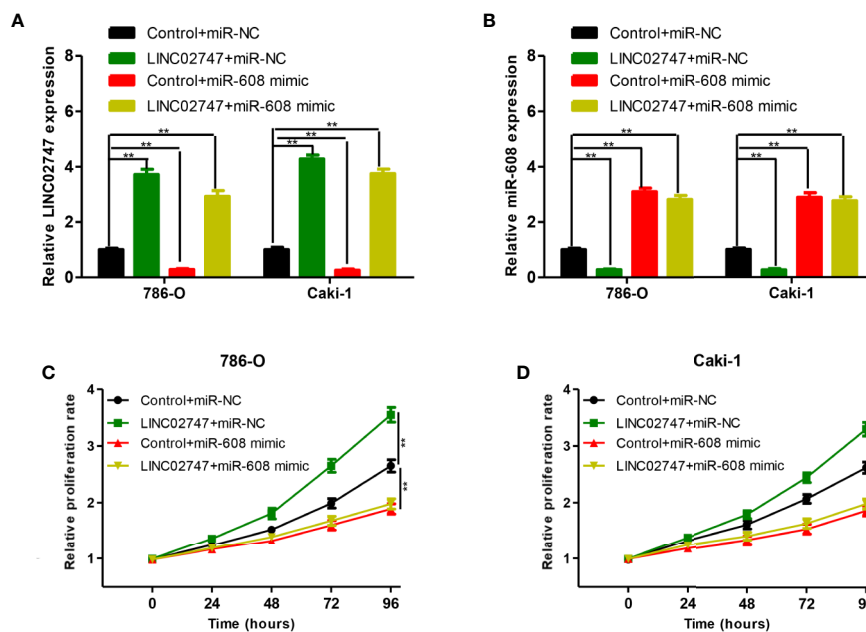 A
Control+miR-NC
LINC02747+miR-NC
Control+miR-608 mimic
LINC02747+miR-608 mimic
Relative LINC02747 expression
8
6
4
2
0
** ** **
** ** **
786-O Caki-1
B
Control+miR-NC
LINC02747+miR-NC
Control+miR-608 mimic
LINC02747+miR-608 mimic
Relative miR-608 expression
8
6
4
2
0
** ** **
** ** **
786-O Caki-1
C
786-O
Control+miR-NC
LINC02747+miR-NC
Control+miR-608 mimic
LINC02747+miR-608 mimic
Relative proliferation rate
4
3
2
1
**
**
0 24 48 72 96
Time (hours)
D
Caki-1
Control+miR-NC
LINC02747+miR-NC
Control+miR-608 mimic
LINC02747+miR-608 mimic
Relative proliferation rate
4
3
2
1
0 24 48 72
Time (hours)